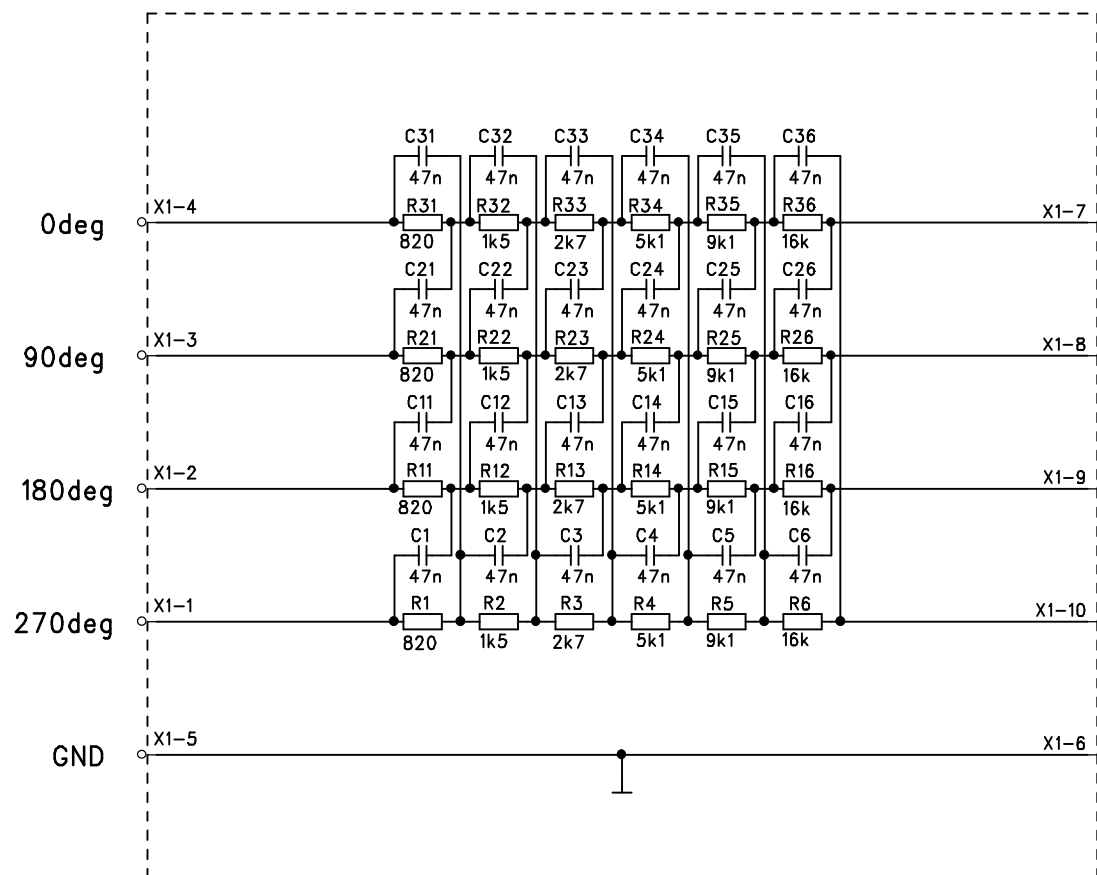 C31 C32 C33 C34 C35 C36
47n 47n 47n 47n 47n 47n
0deg X1-4 R31 R32 R33 R34 R35 R36 X1-7
820 1k5 2k7 5k1 9k1 16k
C21 C22 C23 C24 C25 C26
47n 47n 47n 47n 47n 47n
90deg X1-3 R21 R22 R23 R24 R25 R26 X1-8
820 1k5 2k7 5k1 9k1 16k
C11 C12 C13 C14 C15 C16
47n 47n 47n 47n 47n 47n
180deg X1-2 R11 R12 R13 R14 R15 R16 X1-9
820 1k5 2k7 5k1 9k1 16k
C1 C2 C3 C4 C5 C6
47n 47n 47n 47n 47n 47n
270deg X1-1 R1 R2 R3 R4 R5 R6 X1-10
820 1k5 2k7 5k1 9k1 16k
GND X1-5 X1-6